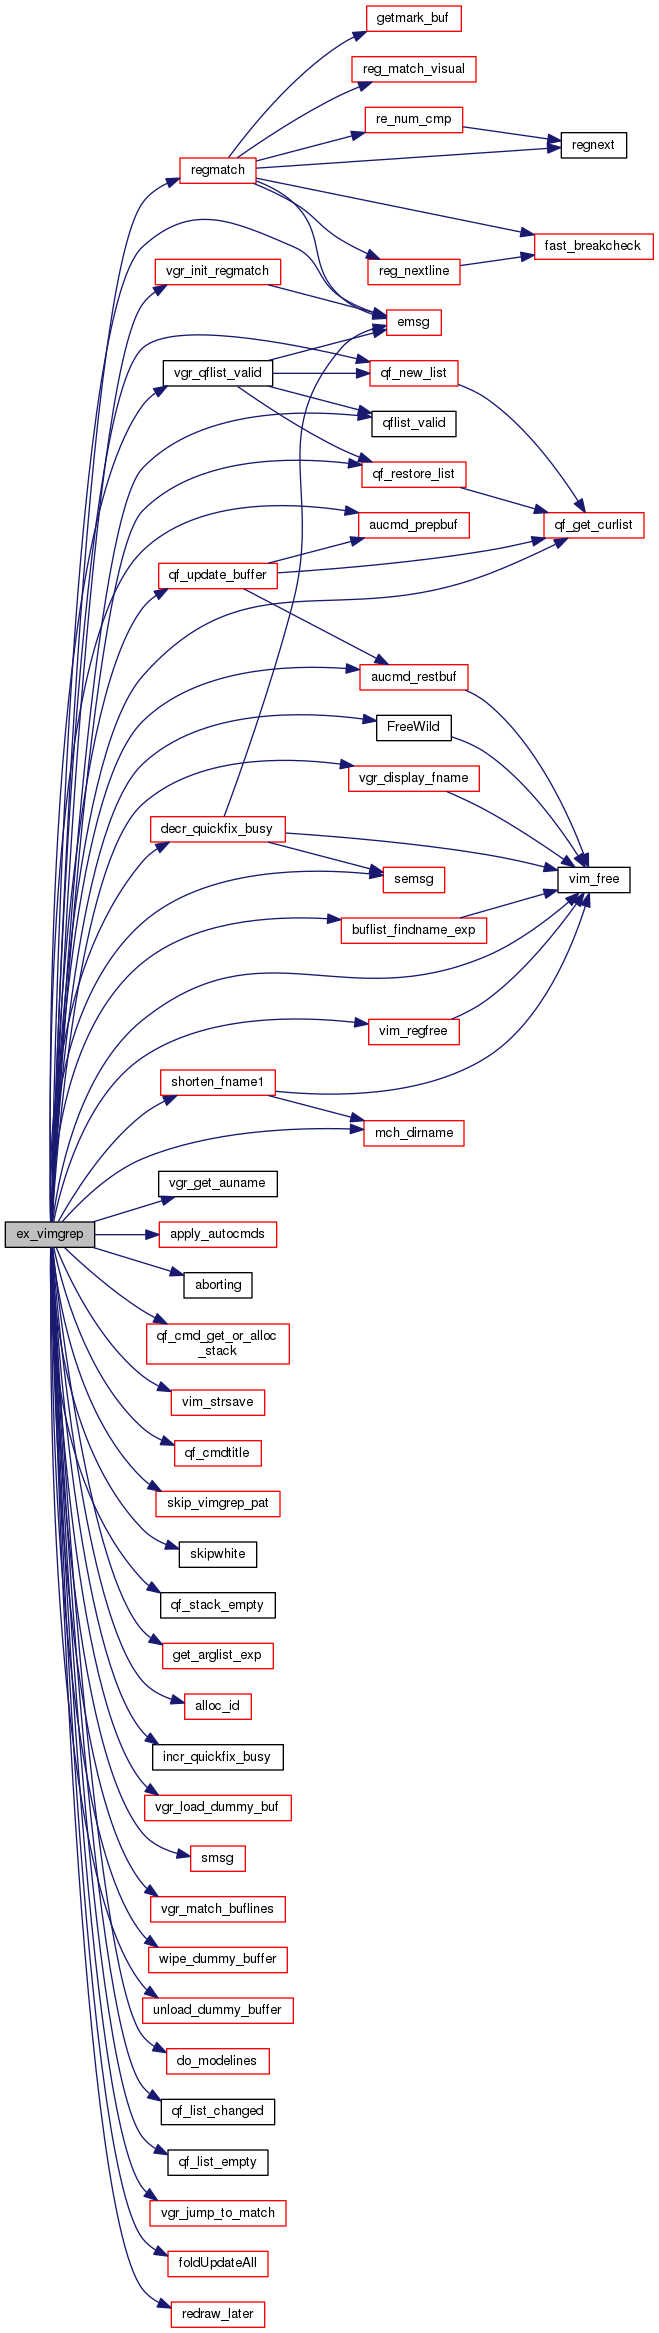 getmark_buf
reg_match_visual
re_num_cmp
regnext
regmatch
fast_breakcheck
reg_nextline
vgr_init_regmatch
emsg
vgr_qflist_valid
qf_new_list
qflist_valid
qf_restore_list
aucmd_prepbuf
qf_get_curlist
qf_update_buffer
aucmd_restbuf
FreeWild
vgr_display_fname
decr_quickfix_busy
semsg
vim_free
buflist_findname_exp
vim_regfree
shorten_fname1
mch_dirname
vgr_get_auname
ex_vimgrep
apply_autocmds
aborting
qf_cmd_get_or_alloc
_stack
vim_strsave
qf_cmdtitle
skip_vimgrep_pat
skipwhite
qf_stack_empty
get_arglist_exp
alloc_id
incr_quickfix_busy
vgr_load_dummy_buf
smsg
vgr_match_buflines
wipe_dummy_buffer
unload_dummy_buffer
do_modelines
qf_list_changed
qf_list_empty
vgr_jump_to_match
foldUpdateAll
redraw_later